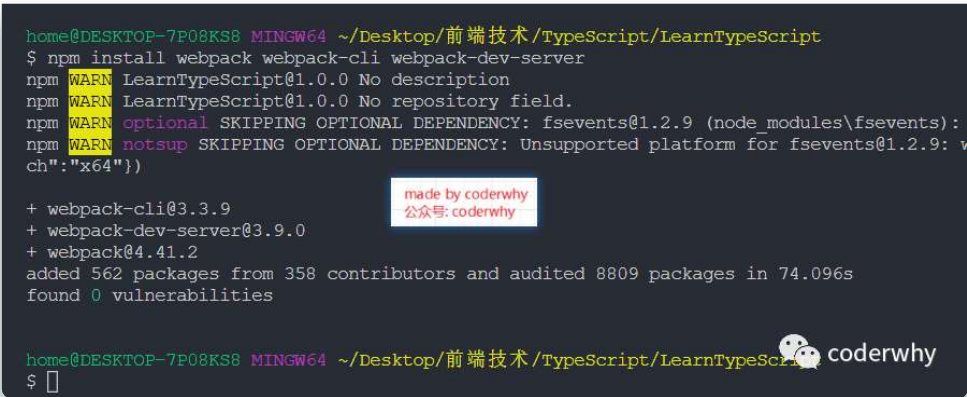 home@DESKTOP-7P08KS8 MINGW64 ~/Desktop/前端技术/TypeScript/LearnTypeScript
$ npm install webpack webpack-cli webpack-dev-server
npm WARN LearnTypeScript@1.0.0 No description
npm WARN LearnTypeScript@1.0.0 No repository field.
npm WARN optional SKIPPING OPTIONAL DEPENDENCY: fsevents@1.2.9 (node_modules\fsevents):
npm WARN notsup SKIPPING OPTIONAL DEPENDENCY: Unsupported platform for fsevents@1.2.9: w
ch":"x64"})
made by coderwhy
公众号: coderwhy
+ webpack-cli@3.3.9
+ webpack-dev-server@3.9.0
+ webpack@4.41.2
added 562 packages from 358 contributors and audited 8809 packages in 74.096s
found 0 vulnerabilities
home@DESKTOP-7P08KS8 MINGW64 ~/Desktop/前端技术/TypeScript/LearnTypeScript
coderwhy
$